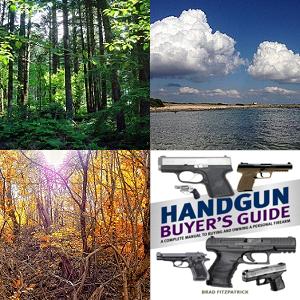 HANDGUN
BUYER'S GUIDE
A COMPLETE MANUAL TO BUYING AND OWNING A PERSONAL FIREARM
BRAD FITZPATRICK